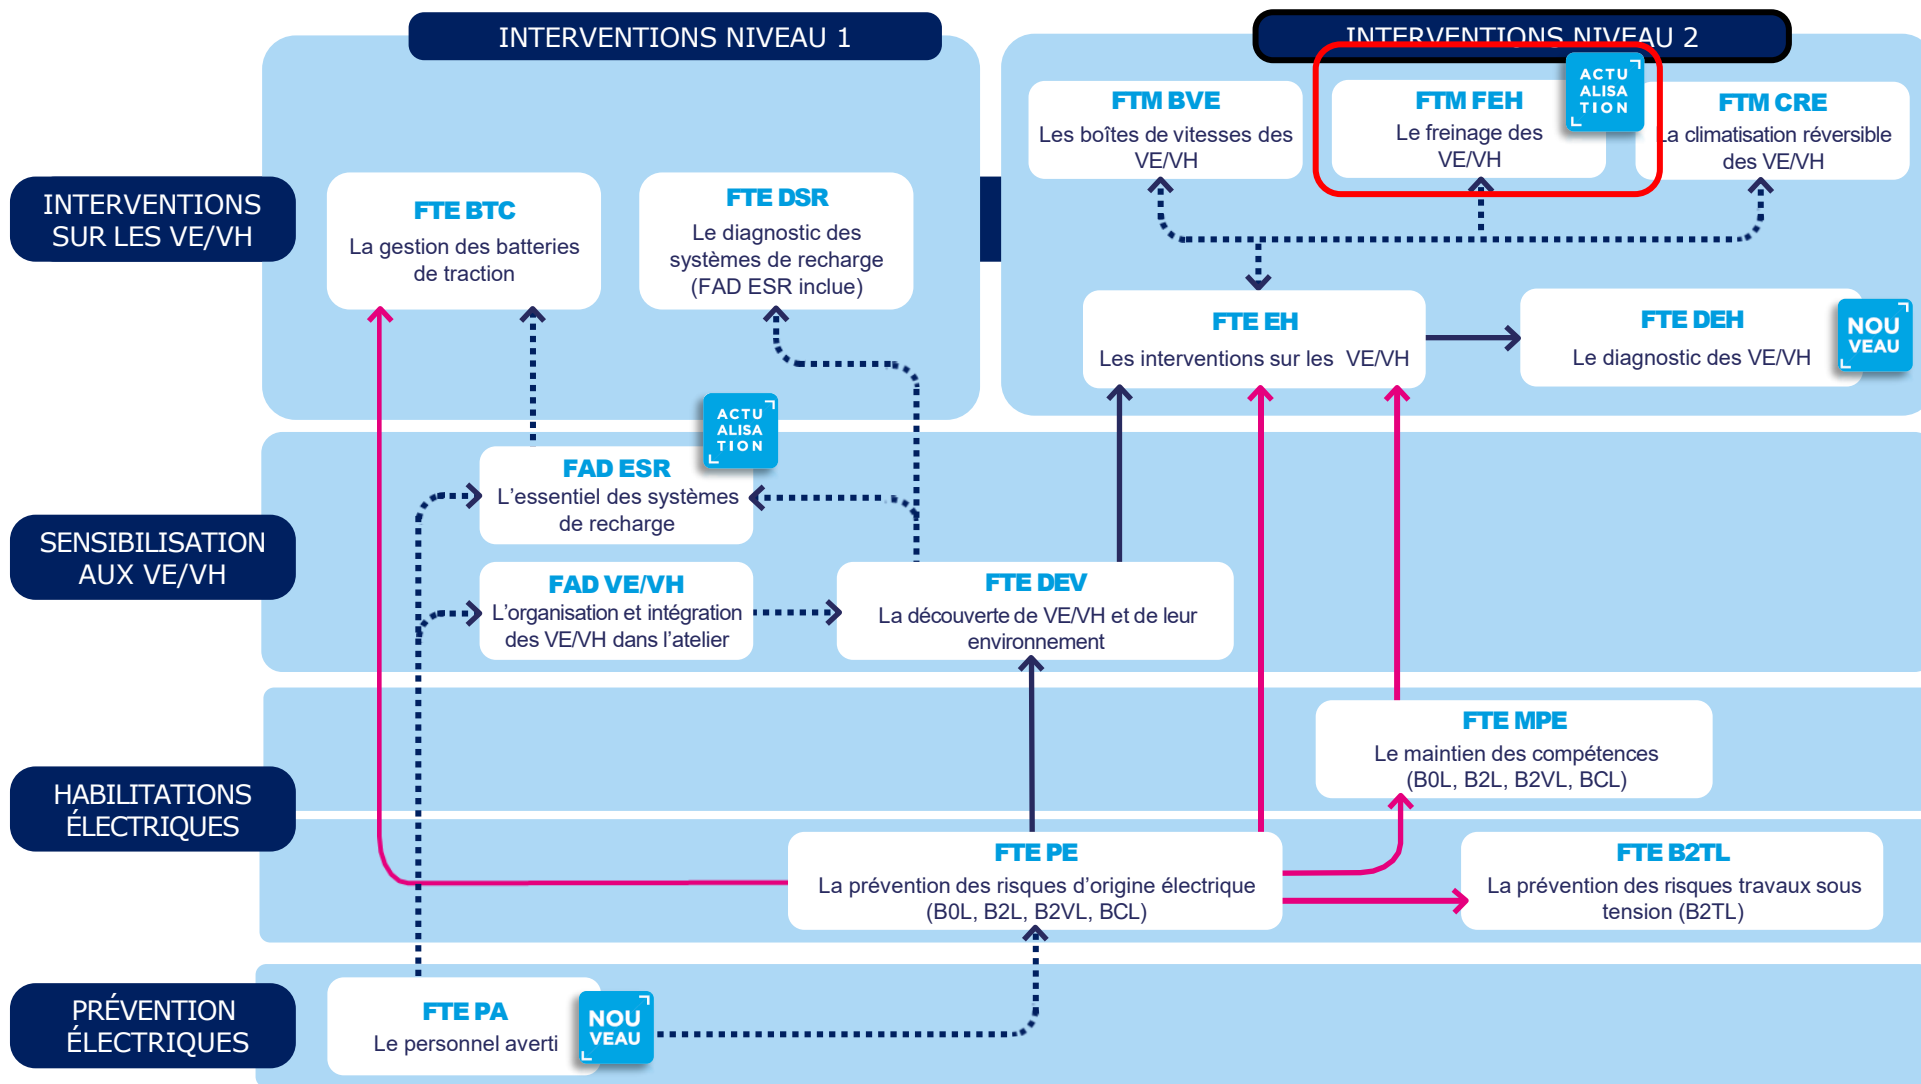 INTERVENTIONS NIVEAU 1
INTERVENTIONS NIVEAU 2
INTERVENTIONS
SUR LES VE/VH
FTE BTC
La gestion des batteries
de traction
FTE DSR
Le diagnostic des
systèmes de recharge
(FAD ESR inclue)
FTM BVE
Les boîtes de vitesses des
VE/VH
FTM FEH
Le freinage des
VE/VH
ACTU
ALISA
TION
FTM CRE
La climatisation réversible
des VE/VH
FTE EH
Les interventions sur les VE/VH
FTE DEH
Le diagnostic des VE/VH
NOU
VEAU
SENSIBILISATION
AUX VE/VH
ACTU
ALISA
TION
FAD ESR
L'essentiel des systèmes
de recharge
FAD VE/VH
L'organisation et intégration
des VE/VH dans l'atelier
FTE DEV
La découverte de VE/VH et de leur
environnement
HABILITATIONS
ÉLECTRIQUES
FTE MPE
Le maintien des compétences
(B0L, B2L, B2VL, BCL)
FTE PE
La prévention des risques d'origine électrique
(B0L, B2L, B2VL, BCL)
FTE B2TL
La prévention des risques travaux sous
tension (B2TL)
PRÉVENTION
ÉLECTRIQUES
FTE PA
Le personnel averti
NOU
VEAU